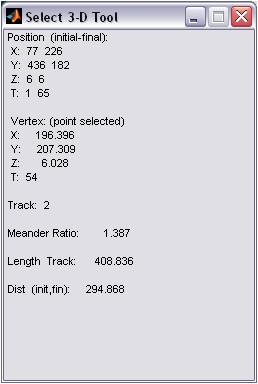 Select 3-D Tool
Position (initial-final):
X: 77 226
Y: 436 182
Z: 6 6
T: 1 65
Vertex: (point selected)
X: 196.396
Y: 207.309
Z: 6.028
T: 54
Track: 2
Meander Ratio: 1.387
Length Track: 408.836
Dist (init,fin): 294.868